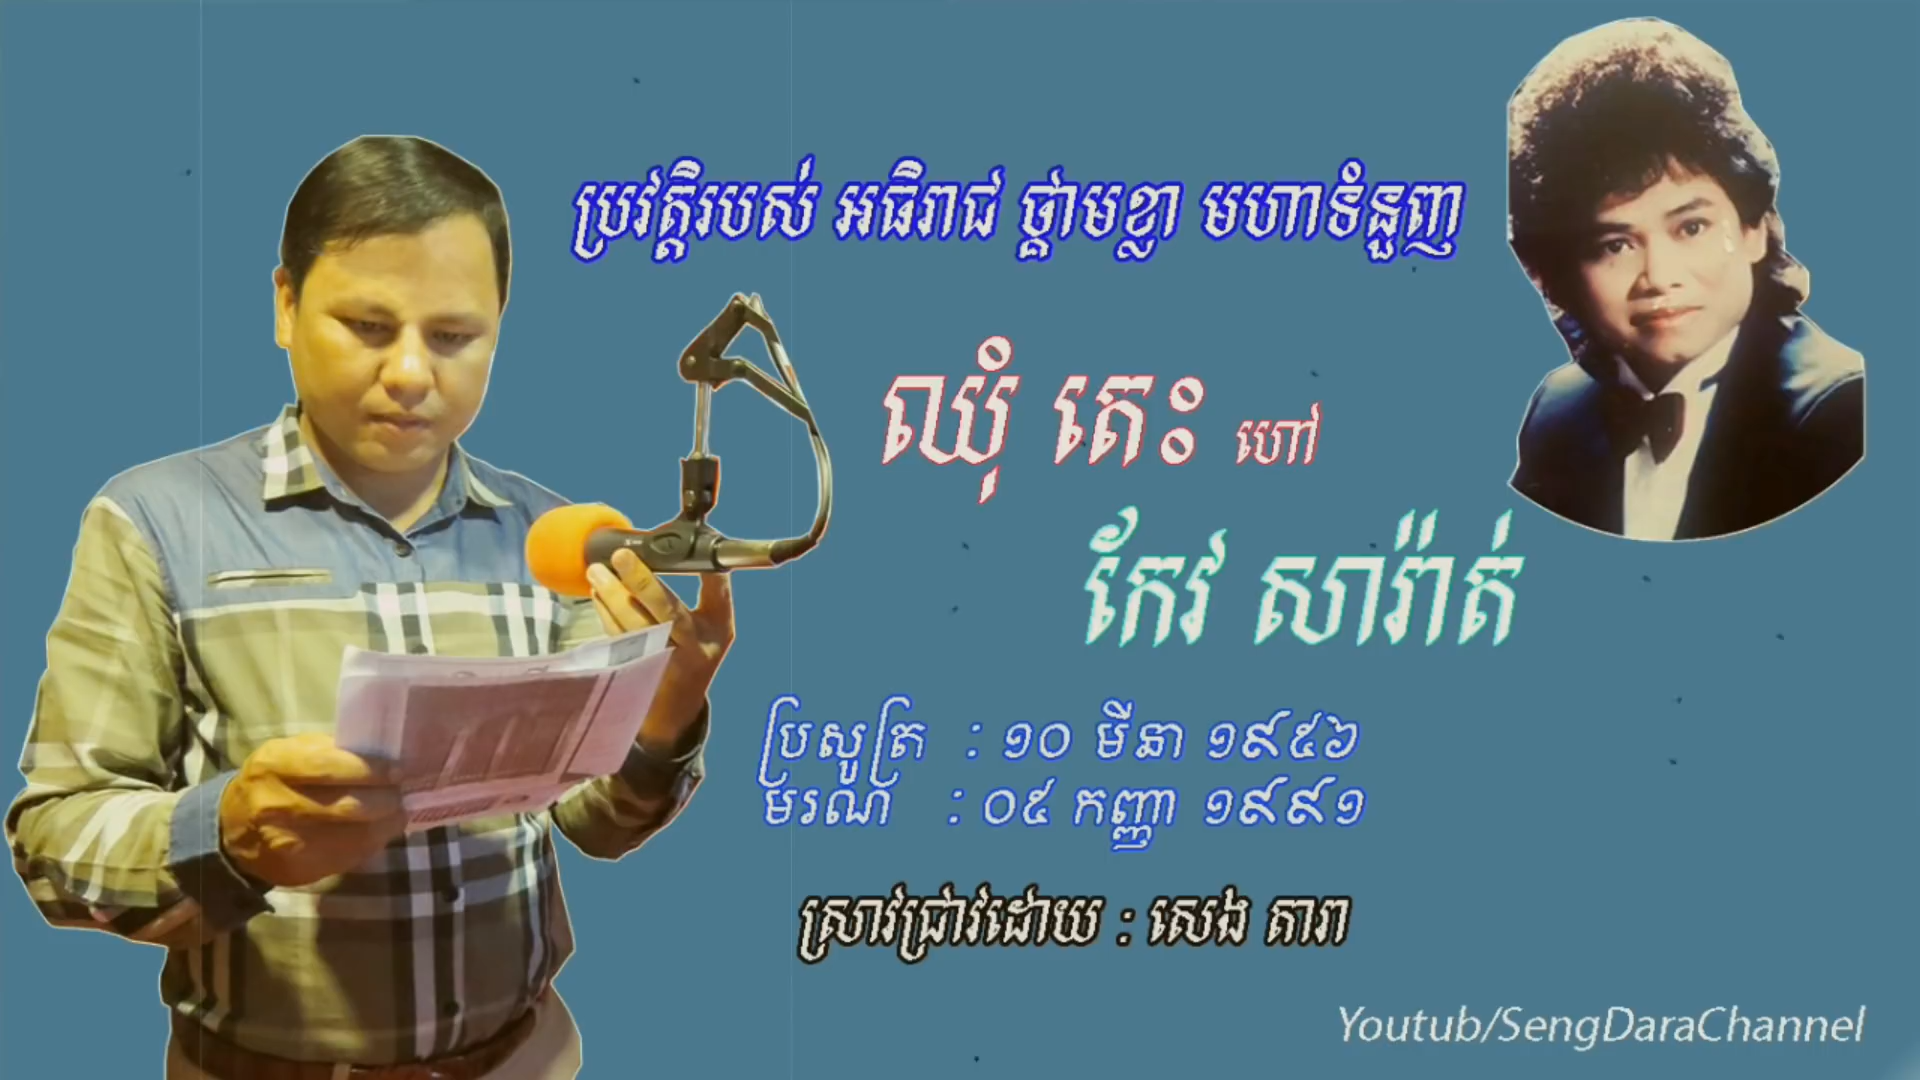 ប្រវត្តិរបស់ អធិរាជ ថ្គាមខ្លា មហាទំនួញ
ឈុំ តេះ ហៅ
កែវ សារ៉ាត់
ប្រសូត្រ : ១០ មីនា ១៩៥៦
មរណ : ០៥ កញ្ញា ១៩៩១
ស្រាវជ្រាវដោយ : សេង តារា
Youtub/SengDaraChannel